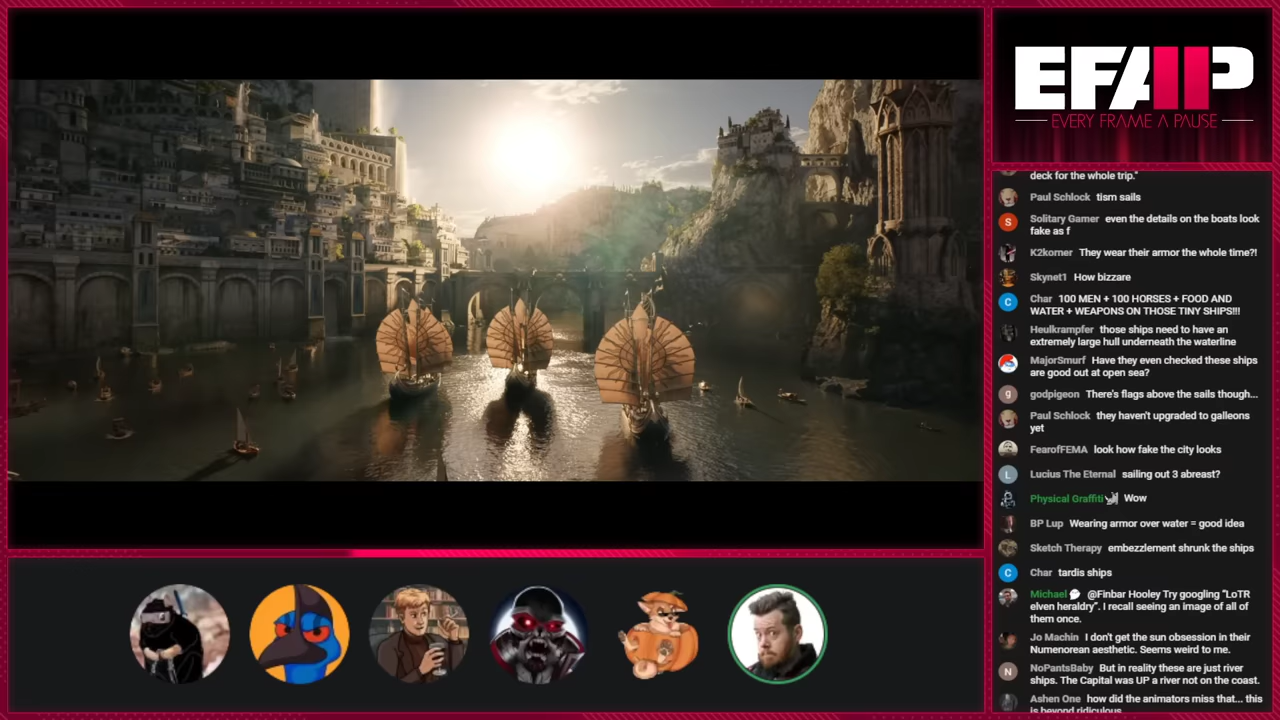 EFAP
EVERY FRAME A PAUSE
deck for the whole trip."
Paul Schlock tism sails
S
Solitary Gamer even the details on the boats look
fake as f
K2korner They wear their armor the whole time?!
Skynet1 How bizzare
C
Char 100 MEN + 100 HORSES + FOOD AND
WATER + WEAPONS ON THOSE TINY SHIPS!!!
Heulkrampfer those ships need to have an
extremely large hull underneath the waterline
MajorSmurf Have they even checked these ships
are good out at open sea?
g
godpigeon There's flags above the sails though...
Paul Schlock they haven't upgraded to galleons
yet
FearofFEMA look how fake the city looks
L
Lucius The Eternal sailing out 3 abreast?
Physical Graffiti Wow
BP Lup Wearing armor over water = good idea
Sketch Therapy embezzlement shrunk the ships
C
Char tardis ships
Michael @Finbar Hooley Try googling "LoTR
elven heraldry". I recall seeing an image of all of
them once.
Jo Machin I don't get the sun obsession in their
Numenorean aesthetic. Seems weird to me.
N
NoPantsBaby But in reality these are just river
ships. The Capital was UP a river not on the coast.
Ashen One how did the animators miss that... this
is beyond ridiculous